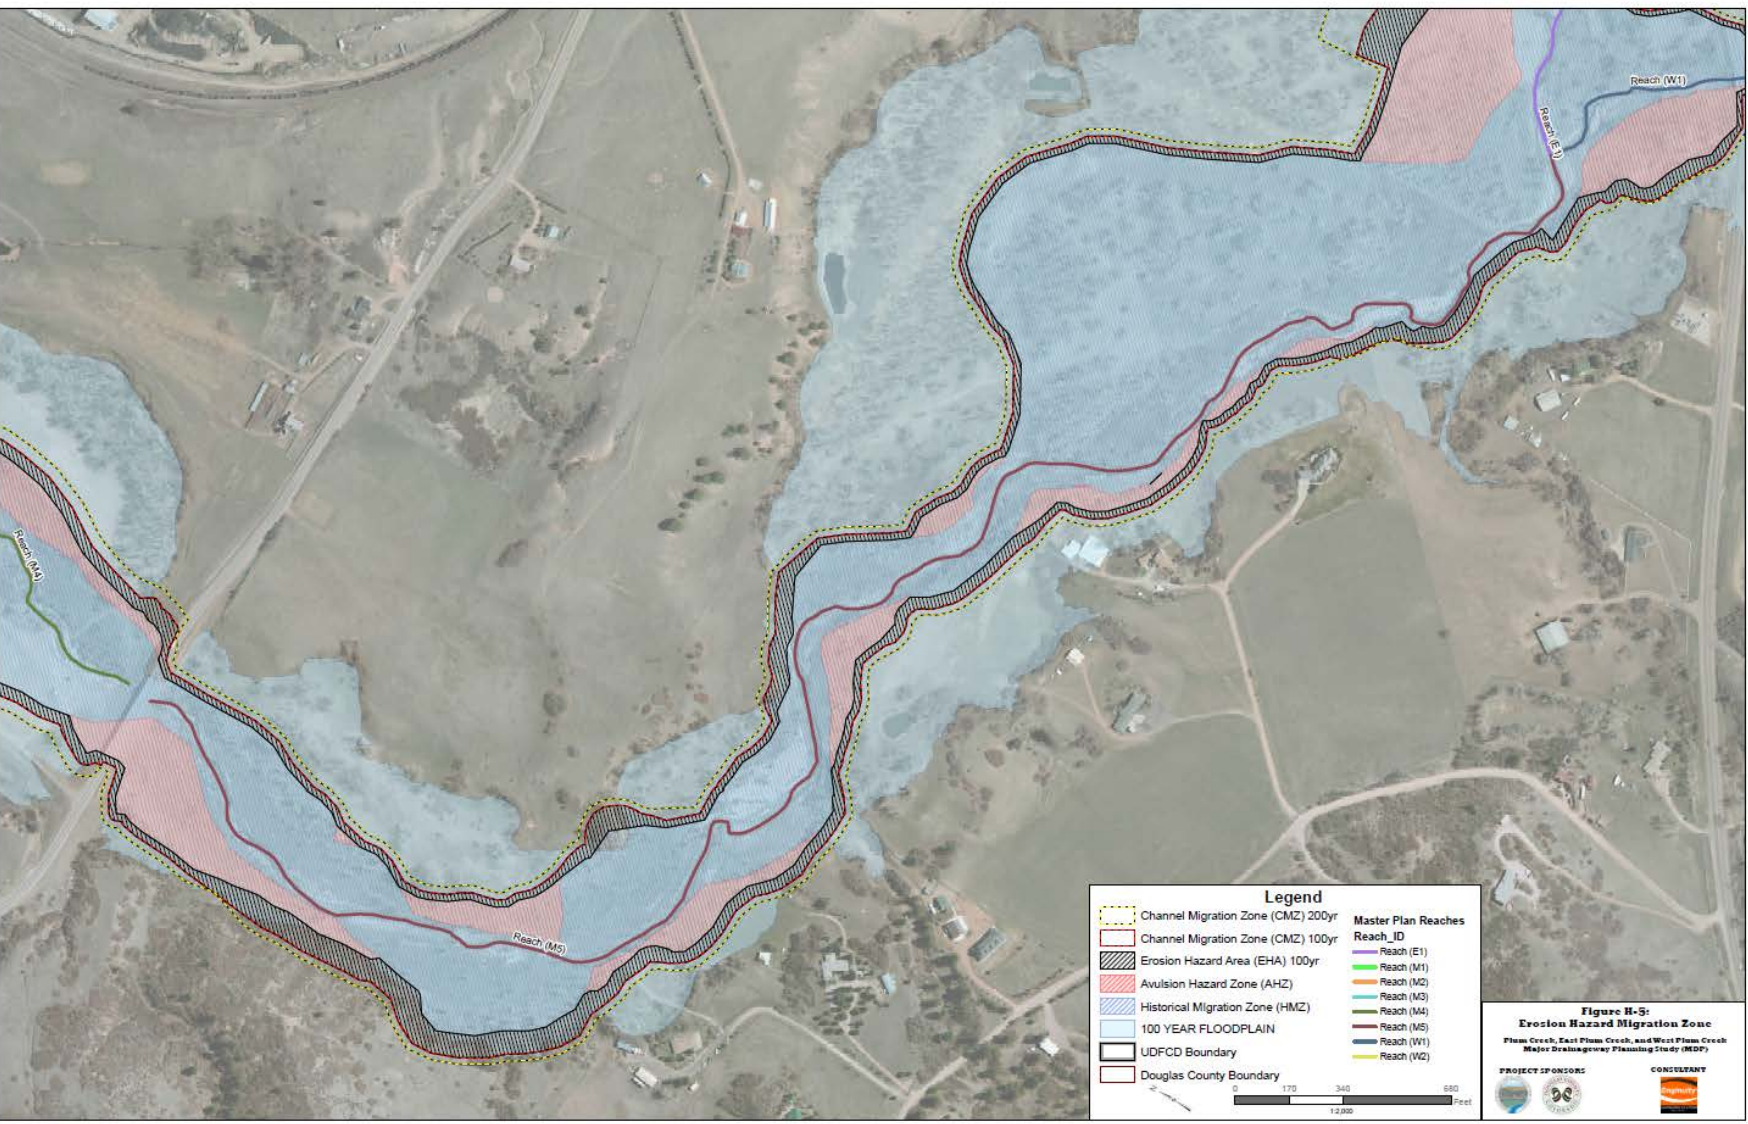 Reach (W1)
Reach (E1)
Reach (M4)
Reach (M5)
Legend
Channel Migration Zone (CMZ) 200yr
Channel Migration Zone (CMZ) 100yr
Erosion Hazard Area (EHA) 100yr
Avulsion Hazard Zone (AHZ)
Historical Migration Zone (HMZ)
100 YEAR FLOODPLAIN
UDFCD Boundary
Douglas County Boundary
Master Plan Reaches
Reach_ID
Reach (E1)
Reach (M1)
Reach (M2)
Reach (M3)
Reach (M4)
Reach (M5)
Reach (W1)
Reach (W2)
N
0 170 340 680
Feet
1:2,000
Figure H-5:
Erosion Hazard Migration Zone
Plum Creek, East Plum Creek, and West Plum Creek
Major Drainageway Planning Study (MDP)
PROJECT SPONSORS
CONSULTANT